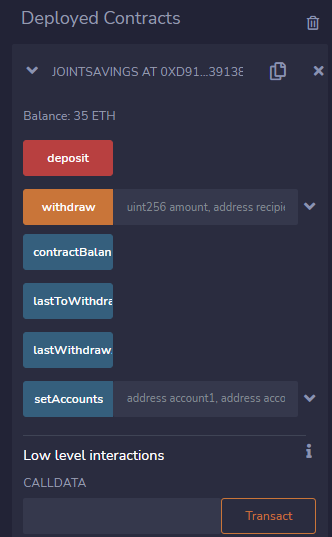 Deployed Contracts
JOINTSAVINGS AT 0XD91...39138
Balance: 35 ETH
deposit
withdraw uint256 amount, address recipie
contractBalan
lastToWithdra
lastWithdraw
setAccounts address account1, address acco
Low level interactions
CALLDATA
Transact